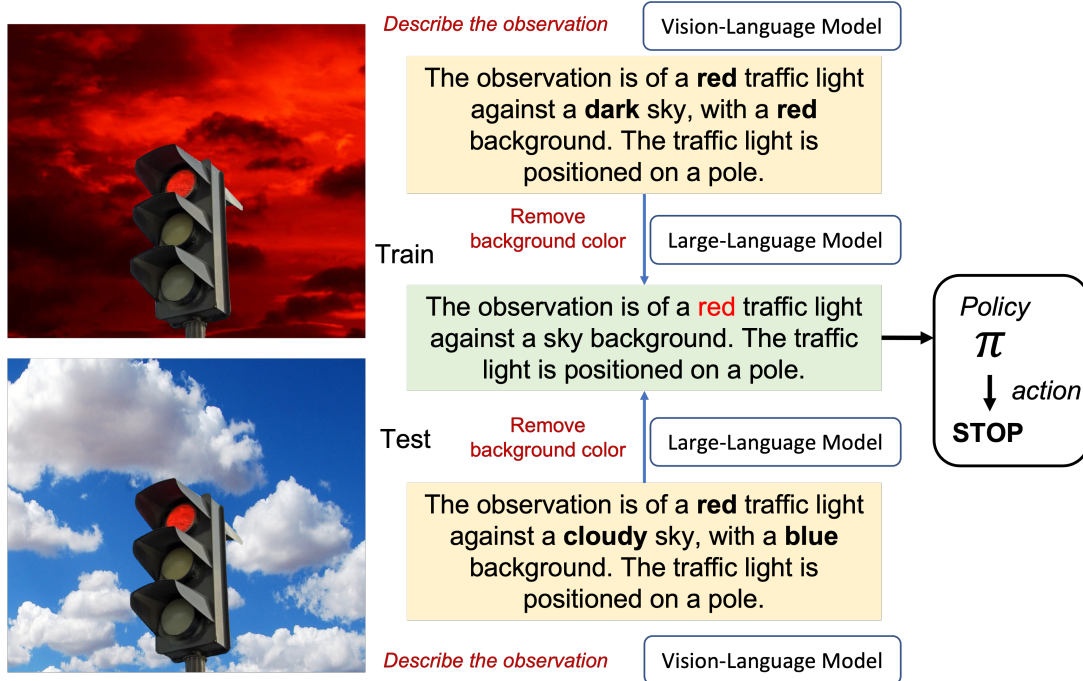 Describe the observation
Vision-Language Model
The observation is of a red traffic light
against a dark sky, with a red
background. The traffic light is
positioned on a pole.
Remove
background color
Large-Language Model
Train
The observation is of a red traffic light
against a sky background. The traffic
light is positioned on a pole.
Policy
π
action
STOP
Test
Remove
background color
Large-Language Model
The observation is of a red traffic light
against a cloudy sky, with a blue
background. The traffic light is
positioned on a pole.
Describe the observation
Vision-Language Model